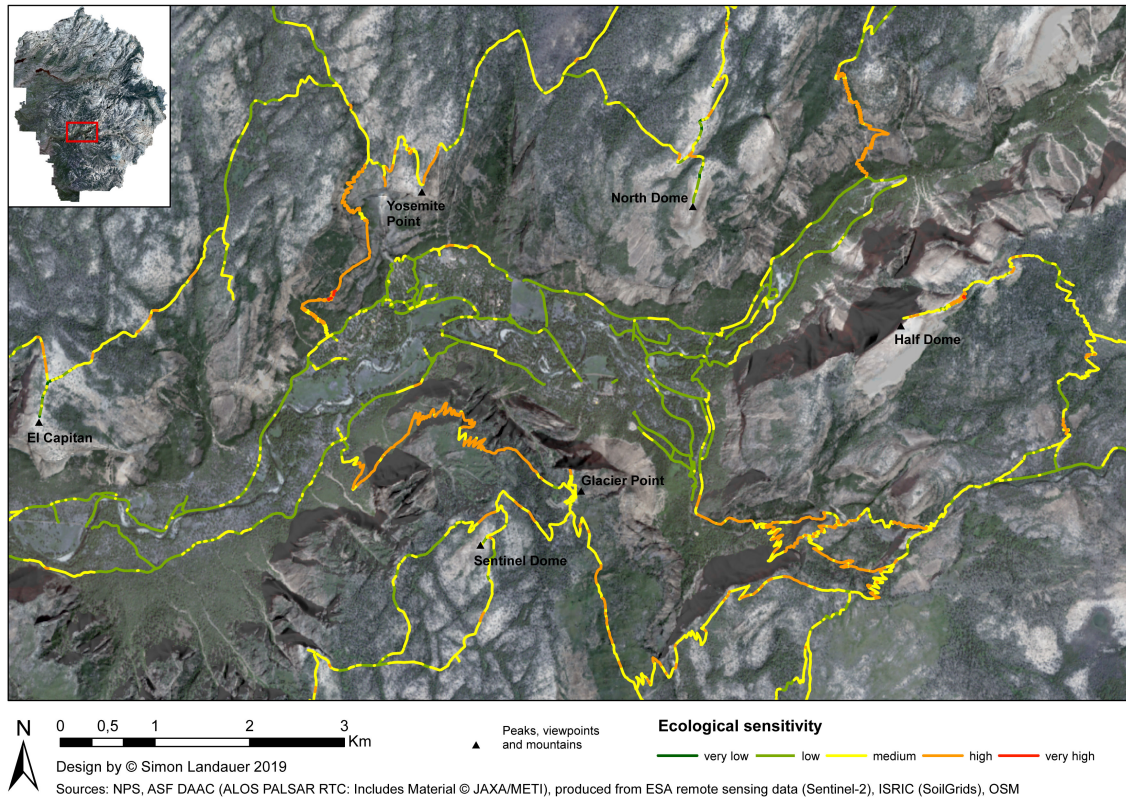 Yosemite
Point
North Dome
Half Dome
El Capitan
Glacier Point
Sentinel Dome
N
0 0,5 1 2 3
Km
Peaks, viewpoints
and mountains
Ecological sensitivity
very low low medium high very high
Design by © Simon Landauer 2019
Sources: NPS, ASF DAAC (ALOS PALSAR RTC: Includes Material © JAXA/METI), produced from ESA remote sensing data (Sentinel-2), ISRIC (SoilGrids), OSM